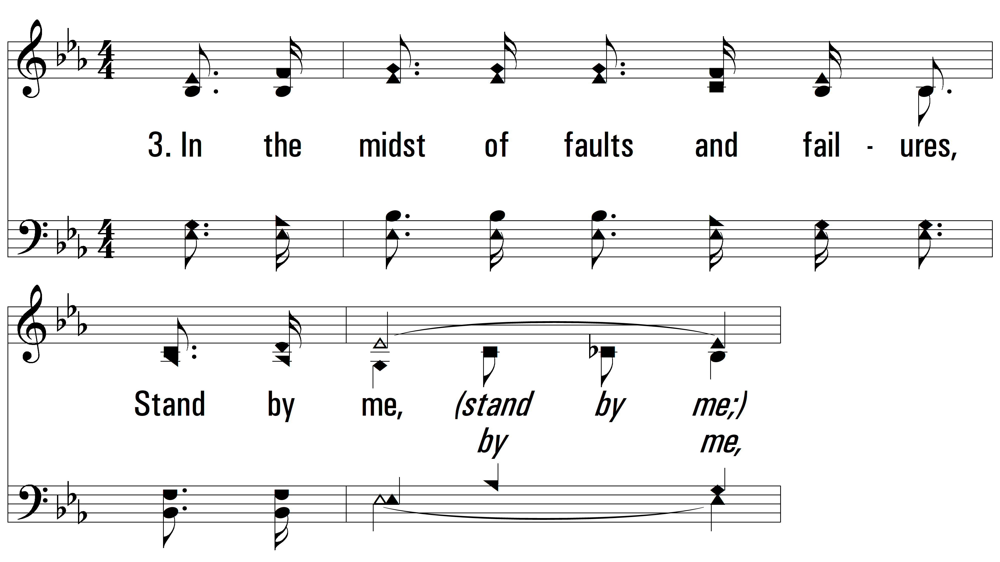 3. In the midst of faults and fail - ures,
Stand by me, (stand by me;)
by me,